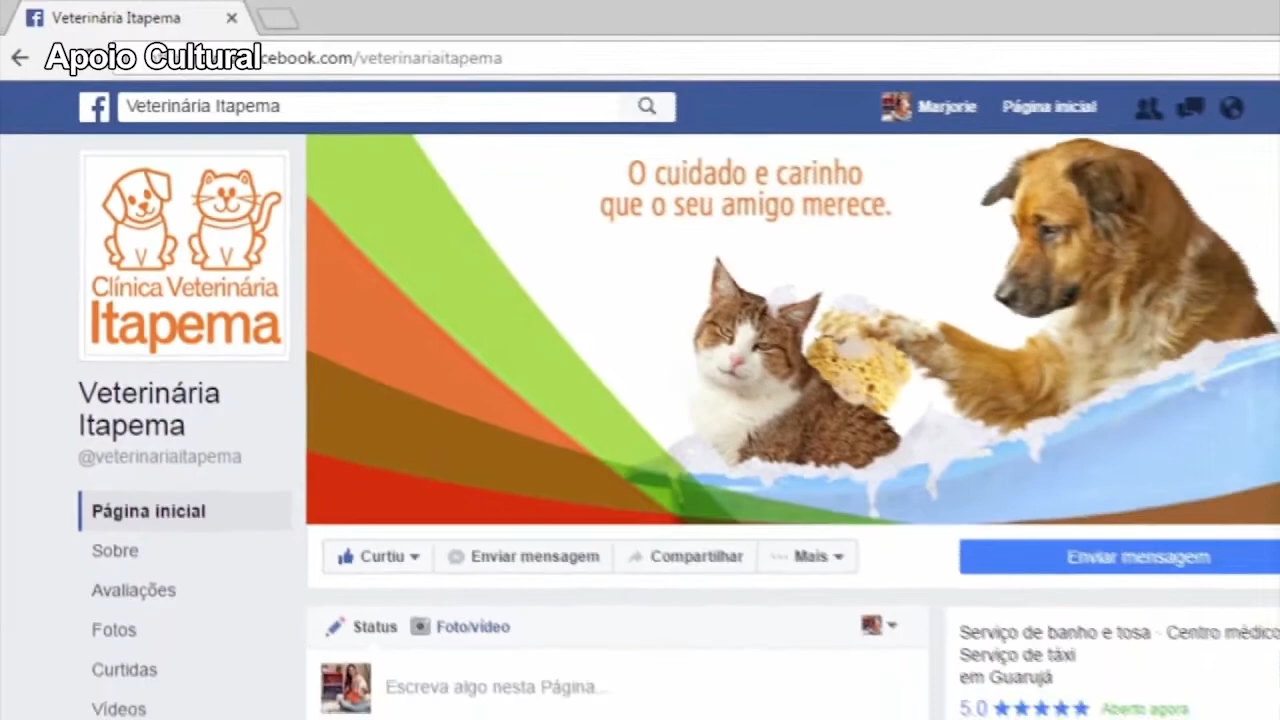 Veterinária Itapema
Apoio Cultural
cebook.com/veterinariaitapema
Veterinária Itapema
Marjorie
Página inicial
O cuidado e carinho
que o seu amigo merece.
Clínica Veterinária
Itapema
Veterinária
Itapema
@veterinariaitapema
Página inicial
Sobre
Avaliações
Fotos
Curtidas
Vídeos
Curtiu
Enviar mensagem
Compartilhar
Mais
Enviar mensagem
Status
Foto/vídeo
Escreva algo nesta Página...
Serviço de banho e tosa · Centro médico
Serviço de táxi
em Guarujá
5.0 ★★★★★ Aberto agora